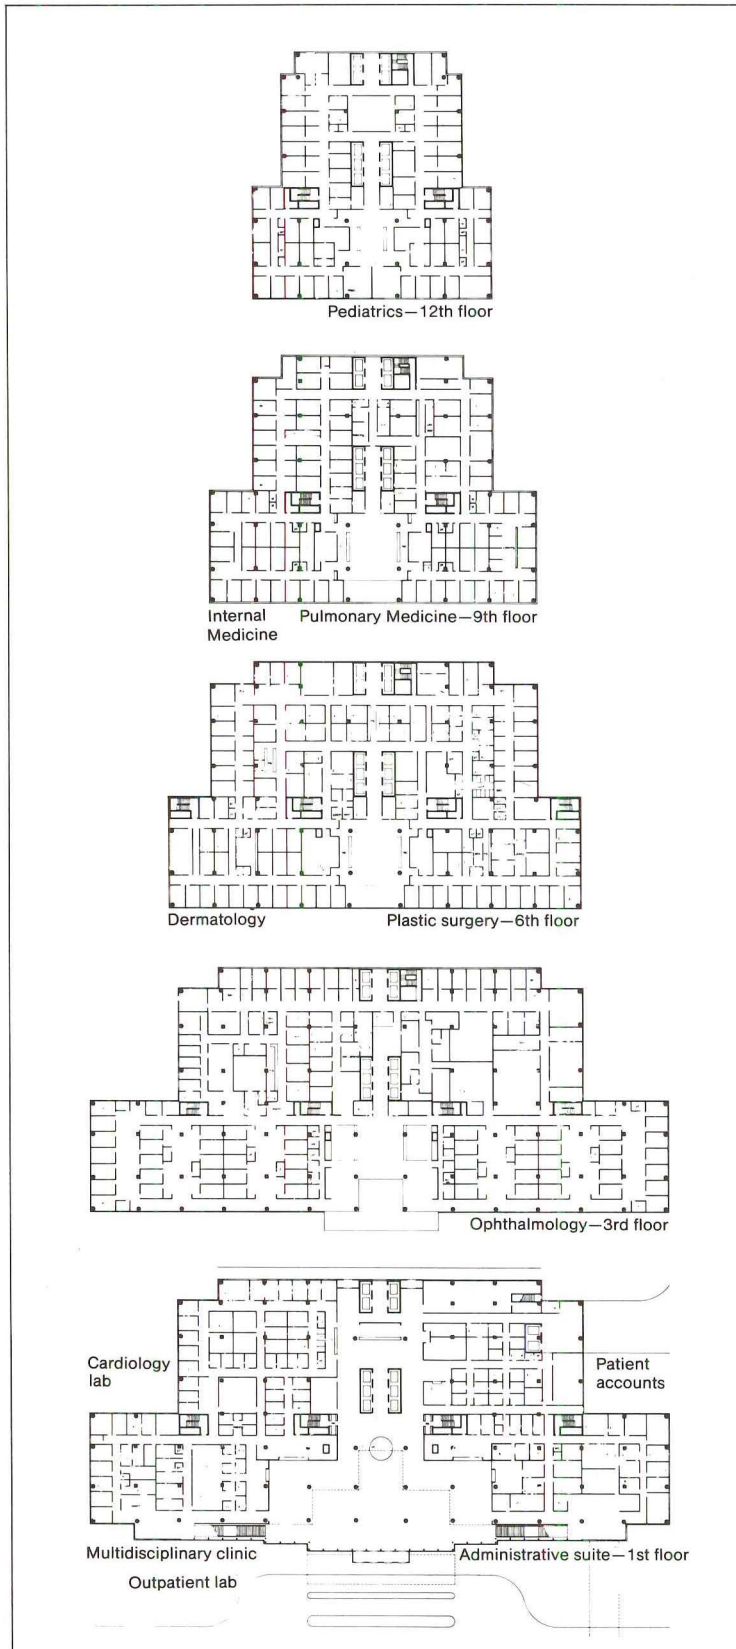 Pediatrics—12th floor
Internal Medicine
Pulmonary Medicine—9th floor
Dermatology
Plastic surgery—6th floor
Ophthalmology—3rd floor
Cardiology
lab
Patient
accounts
Multidisciplinary clinic
Administrative suite—1st floor
Outpatient lab